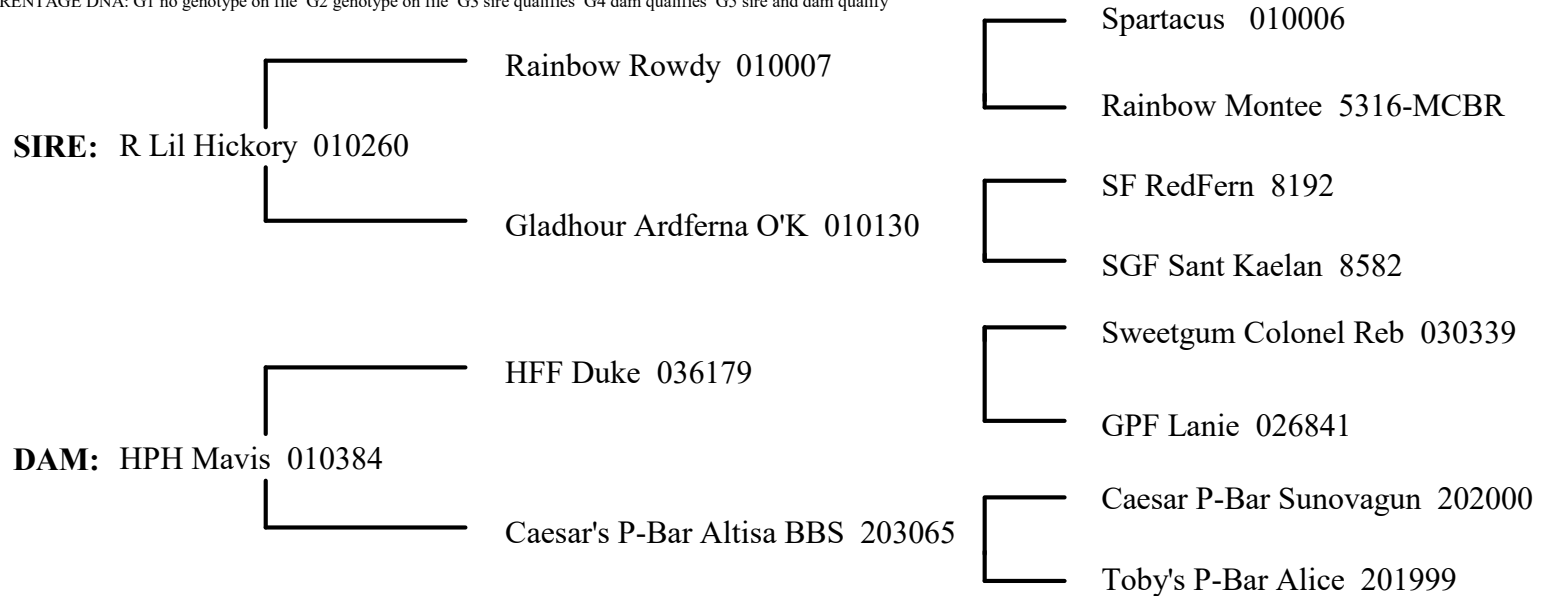 G1 no genotype on file G2 genotype on file G3 sire qualifies G4 dam qualifies G5 sire and dam qualify
Spartacus 010006
Rainbow Rowdy 010007
Rainbow Montee 5316-MCBR
SIRE: R Lil Hickory 010260
SF RedFern 8192
Gladhour Ardferna O'K 010130
SGF Sant Kaelan 8582
Sweetgum Colonel Reb 030339
HFF Duke 036179
GPF Lanie 026841
DAM: HPH Mavis 010384
Caesar P-Bar Sunovagun 202000
Caesar's P-Bar Altisa BBS 203065
Toby's P-Bar Alice 201999